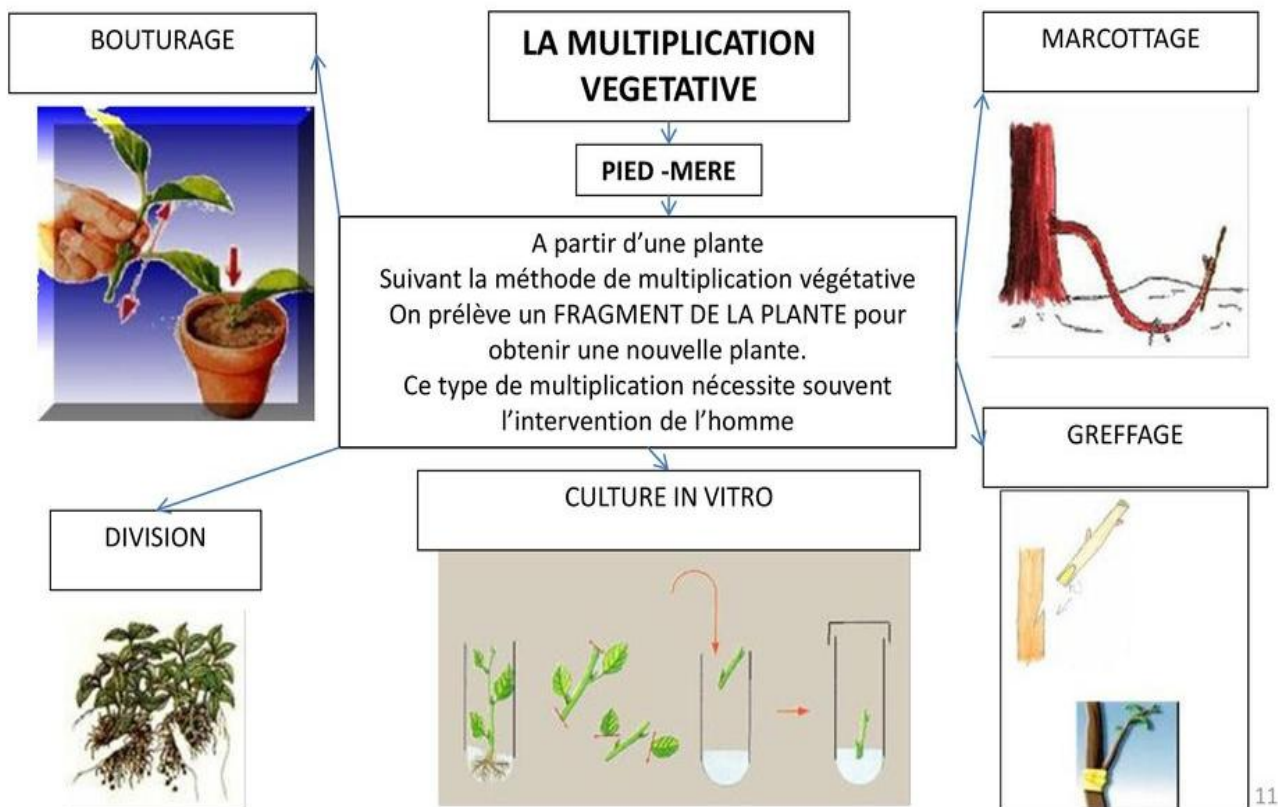 BOUTURAGE
LA MULTIPLICATION
VEGETATIVE
MARCOTTAGE
PIED -MERE
A partir d’une plante
Suivant la méthode de multiplication végétative
On prélève un FRAGMENT DE LA PLANTE pour
obtenir une nouvelle plante.
Ce type de multiplication nécessite souvent
l’intervention de l’homme
GREFFAGE
CULTURE IN VITRO
DIVISION
11